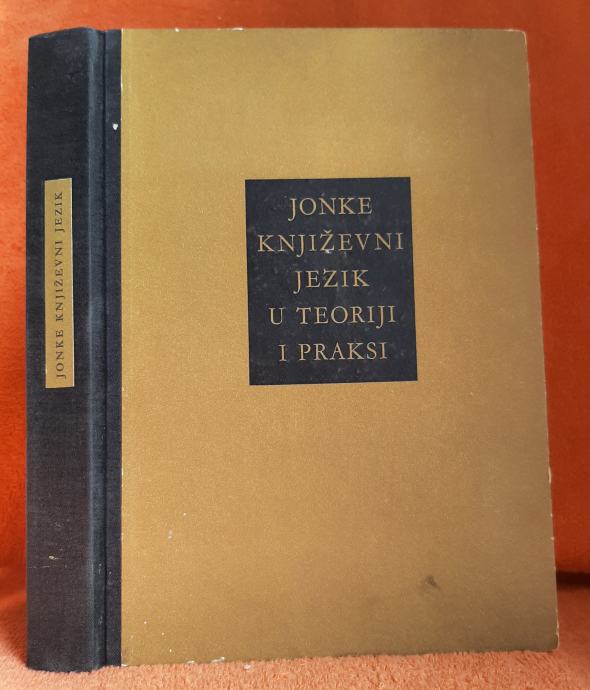 JONKE KNJIŽEVNI JEZIK
JONKE
KNJIŽEVNI
JEZIK
U TEORIJI
I PRAKSI